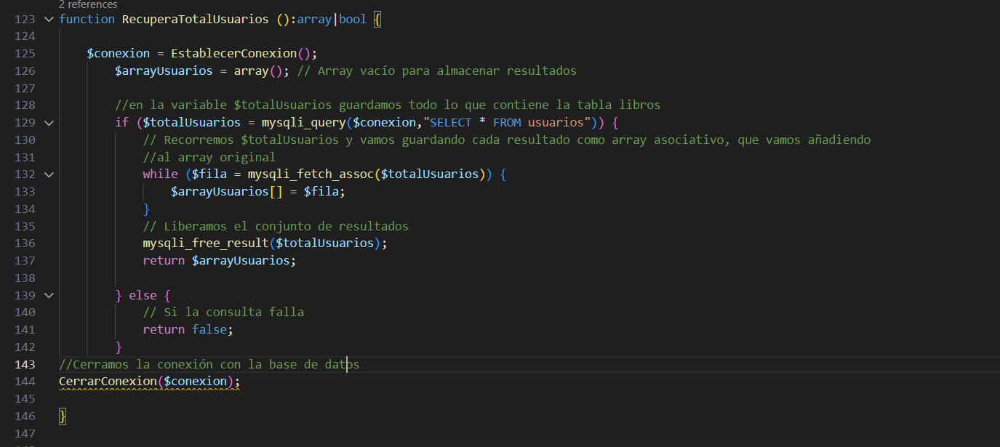 2 references
123 function RecuperaTotalUsuarios ():array|bool {
124
125 $conexion = EstablecerConexion();
126 $arrayUsuarios = array(); // Array vacío para almacenar resultados
127
128 //en la variable $totalUsuarios guardamos todo lo que contiene la tabla libros
129 if ($totalUsuarios = mysqli_query($conexion,"SELECT * FROM usuarios")) {
130 // Recorremos $totalUsuarios y vamos guardando cada resultado como array asociativo, que vamos añadiendo
131 //al array original
132 while ($fila = mysqli_fetch_assoc($totalUsuarios)) {
133 $arrayUsuarios[] = $fila;
134 }
135 // Liberamos el conjunto de resultados
136 mysqli_free_result($totalUsuarios);
137 return $arrayUsuarios;
138
139 } else {
140 // Si la consulta falla
141 return false;
142 }
143 //Cerramos la conexión con la base de datos
144 CerrarConexion($conexion);
145
146 }
147